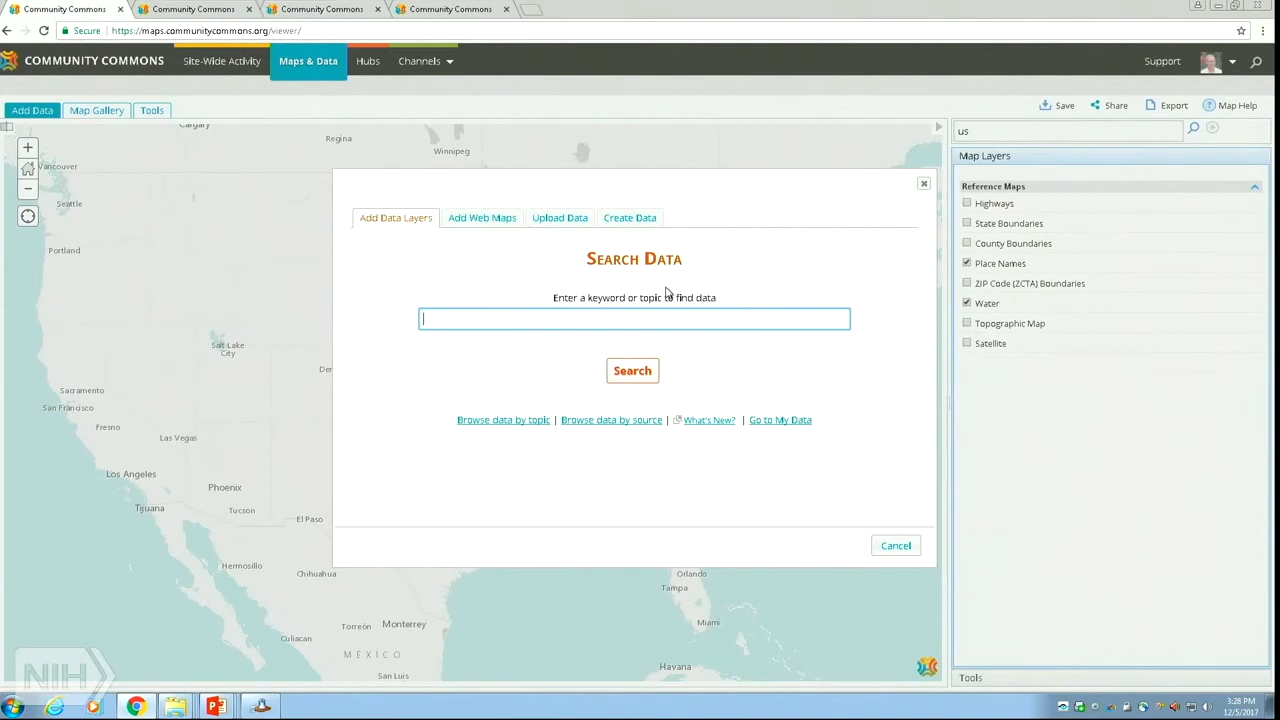 Community Commons
Community Commons
Community Commons
Community Commons
Secure
https://maps.communitycommons.org/viewer/
COMMUNITY COMMONS
Site-Wide Activity
Maps & Data
Hubs
Channels
Support
Add Data
Map Gallery
Tools
Save
Share
Export
Map Help
us
Map Layers
Reference Maps
Highways
State Boundaries
County Boundaries
Place Names
ZIP Code (ZCTA) Boundaries
Water
Topographic Map
Satellite
Tools
Add Data Layers
Add Web Maps
Upload Data
Create Data
SEARCH DATA
Enter a keyword or topic to find data
Search
Browse data by topic | Browse data by source | What's New? | Go to My Data
Cancel
Calgary
Regina
Winnipeg
Vancouver
Seattle
Portland
Salt Lake
City
Den
Sacramento
San Francisco
Fresno
Las Vegas
Los Angeles
Phoenix
Tijuana
Tucson
El Paso
Hermosillo
Chihuahua
Orlando
Tampa
Miami
Torreón
Monterrey
Culiacan
MÉXICO
Havana
San Luis
NIH
3:28 PM
12/5/2017